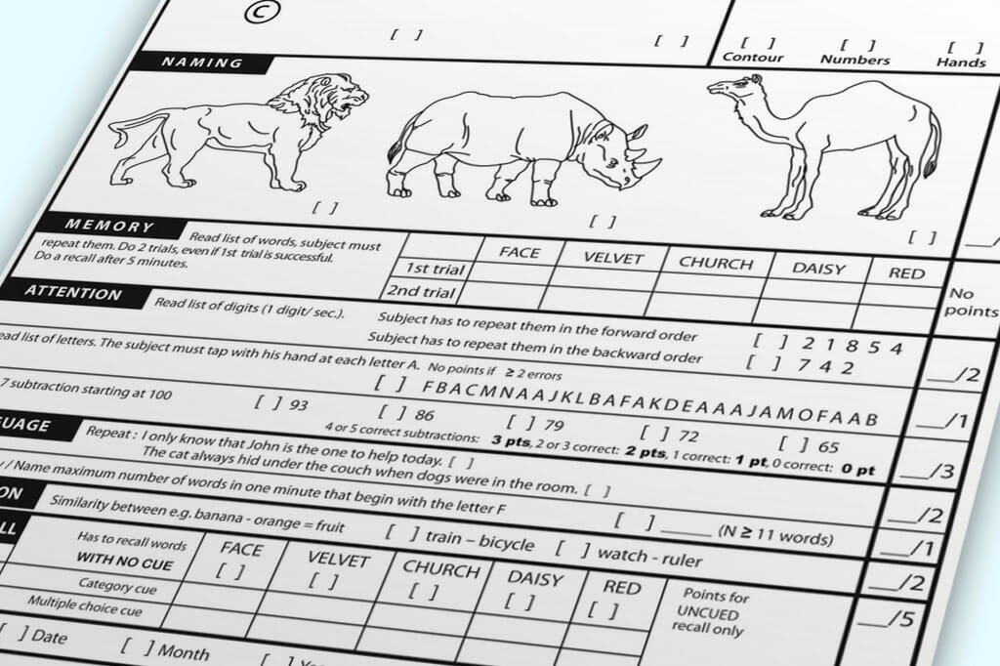 ©
[ ] [ ] [ ] [ ] [ ]
Contour Numbers Hands
NAMING
[ ] [ ] [ ]
MEMORY
Read list of words, subject must
repeat them. Do 2 trials, even if 1st trial is successful.
Do a recall after 5 minutes.
FACE VELVET CHURCH DAISY RED
1st trial
2nd trial
No
points
ATTENTION
Read list of digits (1 digit/ sec.). Subject has to repeat them in the forward order [ ] 2 1 8 5 4
Subject has to repeat them in the backward order [ ] 7 4 2 __/2
ead list of letters. The subject must tap with his hand at each letter A. No points if ≥ 2 errors
[ ] F B A C M N A A J K L B A F A K D E A A A J A M O F A A B __/1
7 subtraction starting at 100 [ ] 93 [ ] 86 [ ] 79 [ ] 72 [ ] 65
4 or 5 correct subtractions: 3 pts, 2 or 3 correct: 2 pts, 1 correct: 1 pt, 0 correct: 0 pt __/3
UAGE
Repeat : I only know that John is the one to help today. [ ]
The cat always hid under the couch when dogs were in the room. [ ] __/2
/ Name maximum number of words in one minute that begin with the letter F [ ] ____ (N ≥ 11 words) __/1
ON
Similarity between e.g. banana - orange = fruit [ ] train – bicycle [ ] watch - ruler __/2
LL
Has to recall words
WITH NO CUE
FACE VELVET CHURCH DAISY RED
[ ] [ ] [ ] [ ] [ ]
Points for
UNCUED
recall only
__/5
Category cue
Multiple choice cue
[ ] Date [ ] Month [ ]